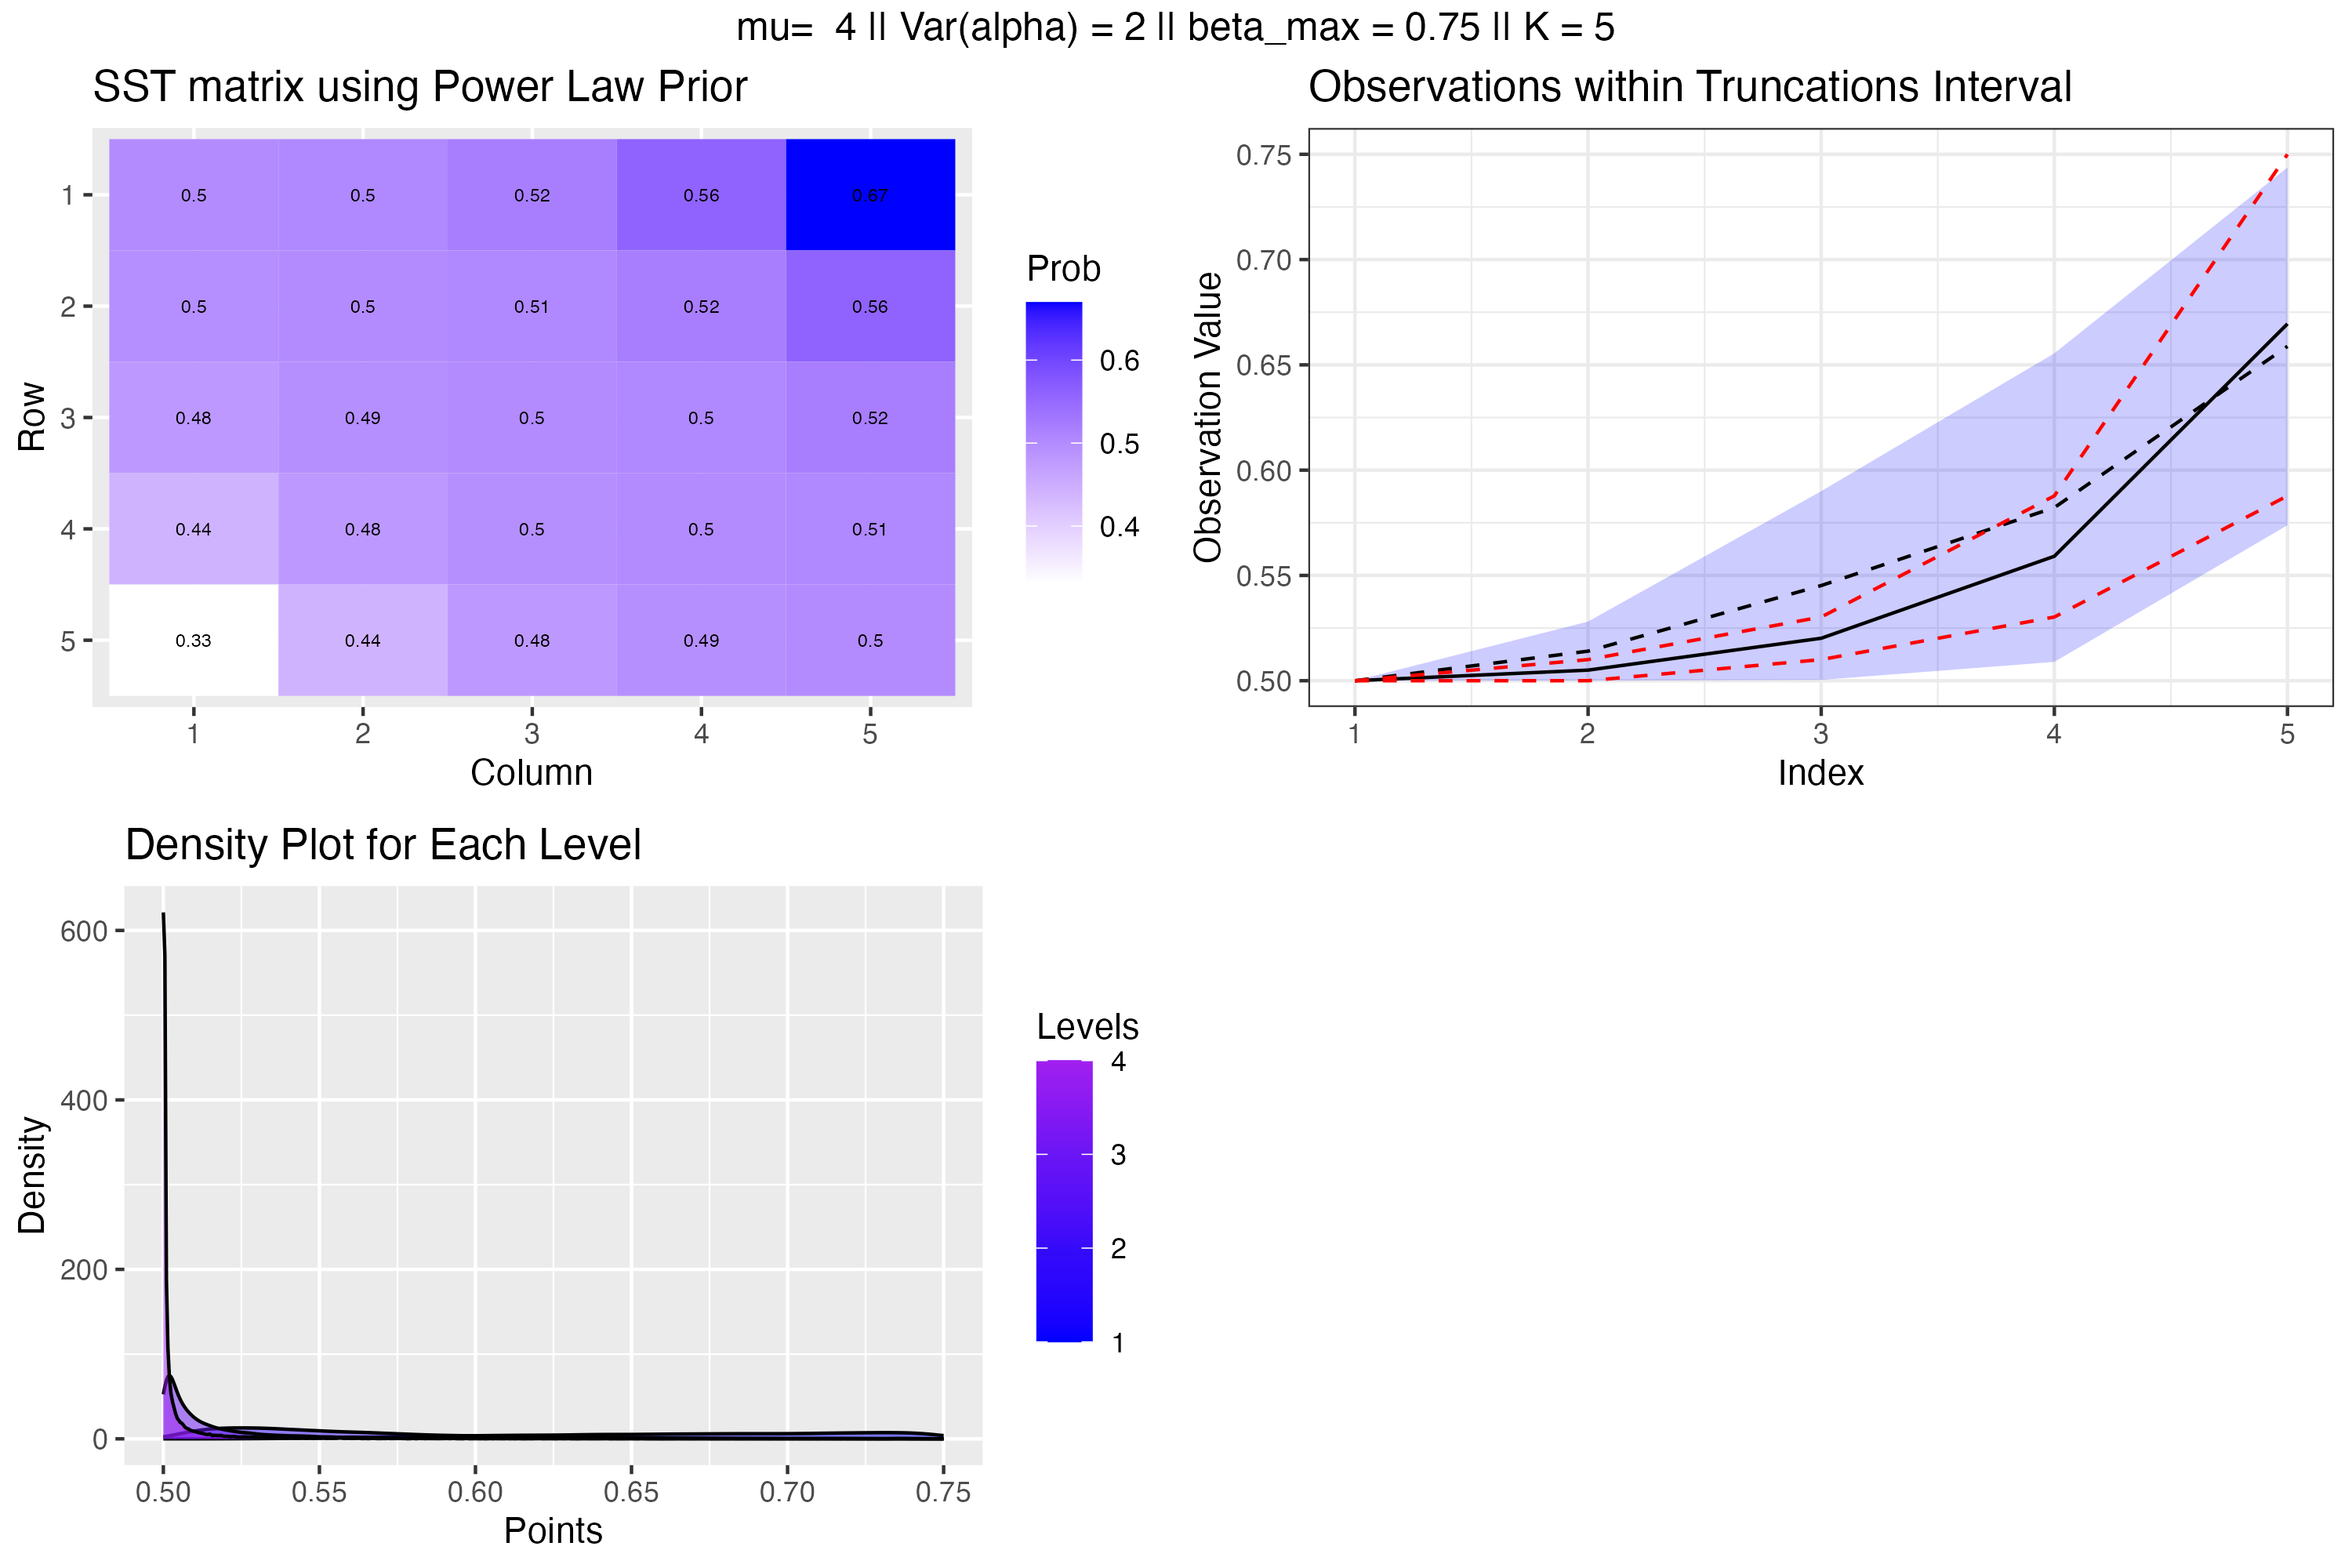 mu=  4 || Var(alpha) = 2 || beta_max = 0.75 || K = 5
SST matrix using Power Law Prior
Row
1
2
3
4
5
0.5 0.5 0.52 0.56 0.67
0.5 0.5 0.51 0.52 0.56
0.48 0.49 0.5 0.5 0.52
0.44 0.48 0.5 0.5 0.51
0.33 0.44 0.48 0.49 0.5
1 2 3 4 5
Column
Prob
0.6
0.5
0.4
Observations within Truncations Interval
Observation Value
0.75
0.70
0.65
0.60
0.55
0.50
1 2 3 4 5
Index
Density Plot for Each Level
Density
600
400
200
0
0.50 0.55 0.60 0.65 0.70 0.75
Points
Levels
4
3
2
1